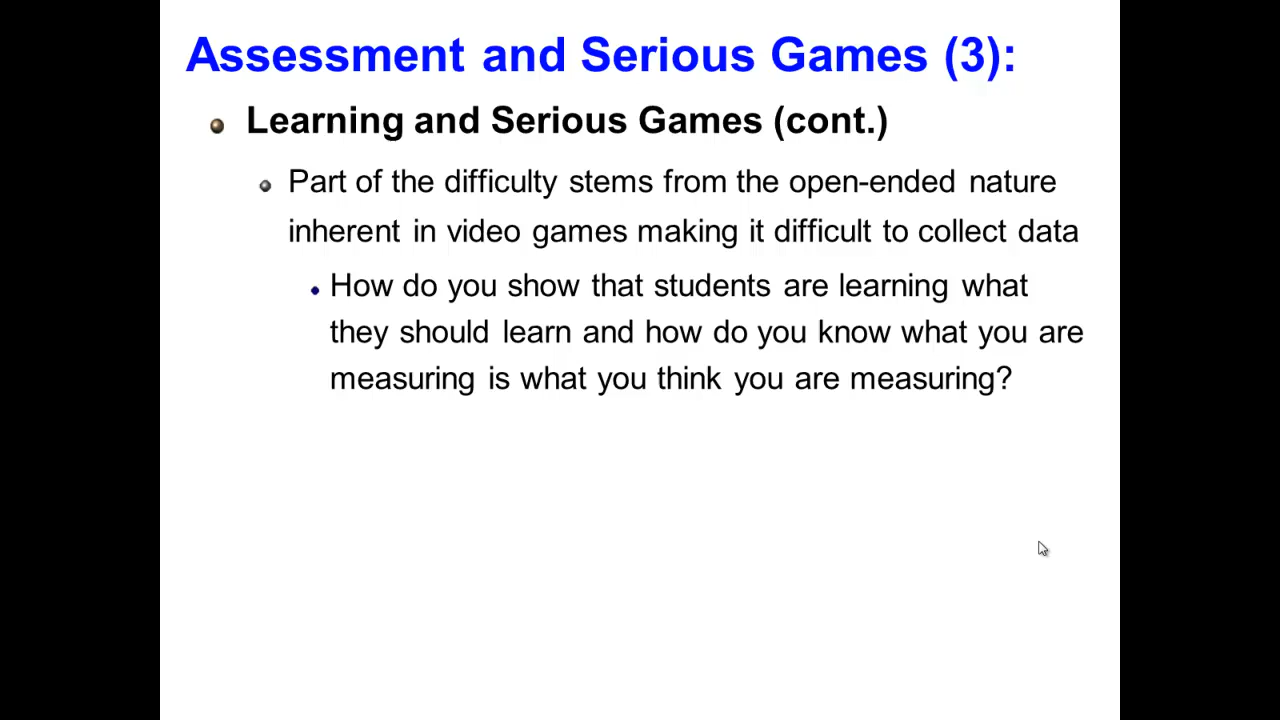 Assessment and Serious Games (3):
Learning and Serious Games (cont.)
Part of the difficulty stems from the open-ended nature
inherent in video games making it difficult to collect data
How do you show that students are learning what
they should learn and how do you know what you are
measuring is what you think you are measuring?